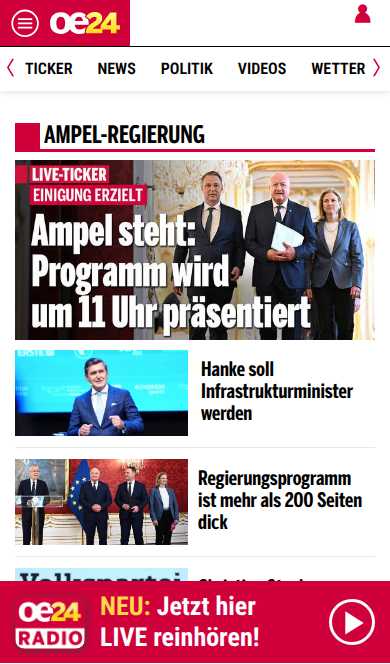 oe24
TICKER NEWS POLITIK VIDEOS WETTER
AMPEL-REGIERUNG
LIVE-TICKER
EINIGUNG ERZIELT
Ampel steht:
Programm wird
um 11 Uhr präsentiert
Hanke soll
Infrastrukturminister
werden
Regierungsprogramm
ist mehr als 200 Seiten
dick
Volkspartei
oe24
RADIO
NEU: Jetzt hier
LIVE reinhören!